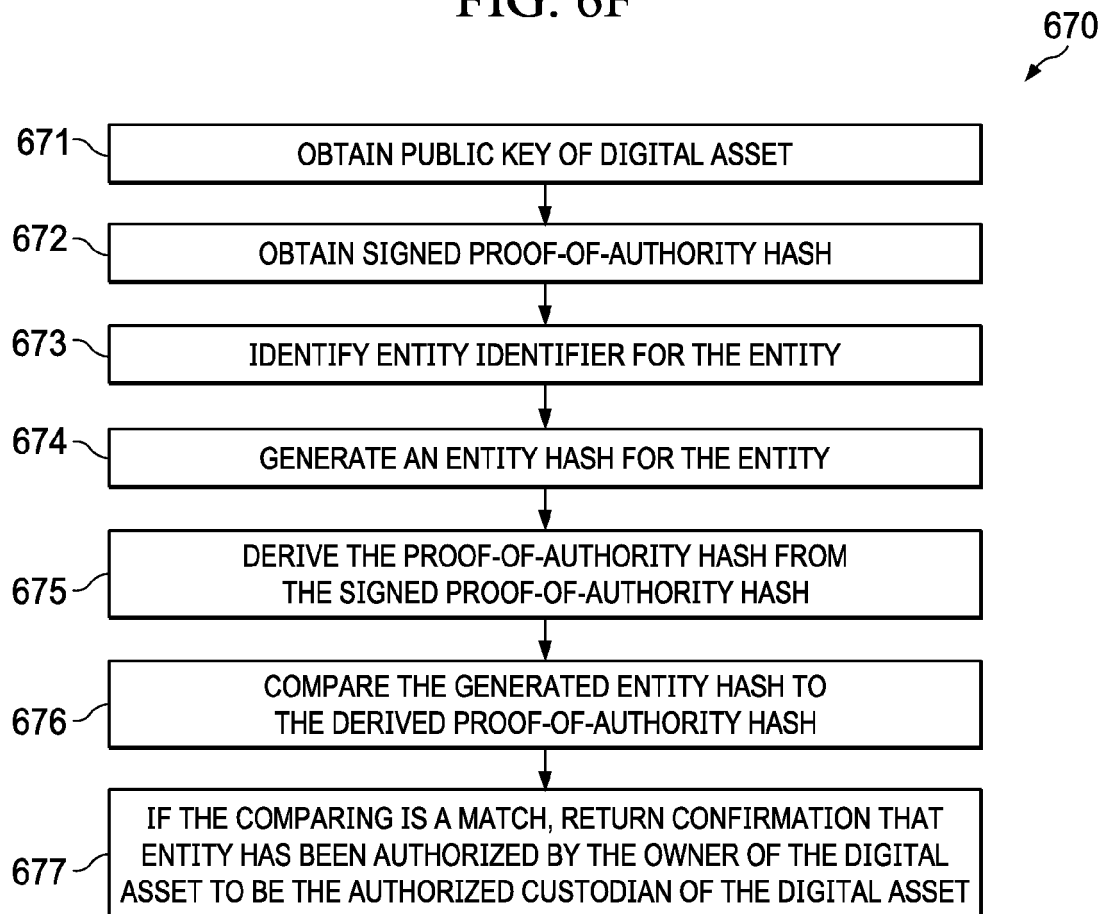 FIG. 6F
670
671
OBTAIN PUBLIC KEY OF DIGITAL ASSET
672
OBTAIN SIGNED PROOF-OF-AUTHORITY HASH
673
IDENTIFY ENTITY IDENTIFIER FOR THE ENTITY
674
GENERATE AN ENTITY HASH FOR THE ENTITY
675
DERIVE THE PROOF-OF-AUTHORITY HASH FROM
THE SIGNED PROOF-OF-AUTHORITY HASH
676
COMPARE THE GENERATED ENTITY HASH TO
THE DERIVED PROOF-OF-AUTHORITY HASH
677
IF THE COMPARING IS A MATCH, RETURN CONFIRMATION THAT
ENTITY HAS BEEN AUTHORIZED BY THE OWNER OF THE DIGITAL
ASSET TO BE THE AUTHORIZED CUSTODIAN OF THE DIGITAL ASSET